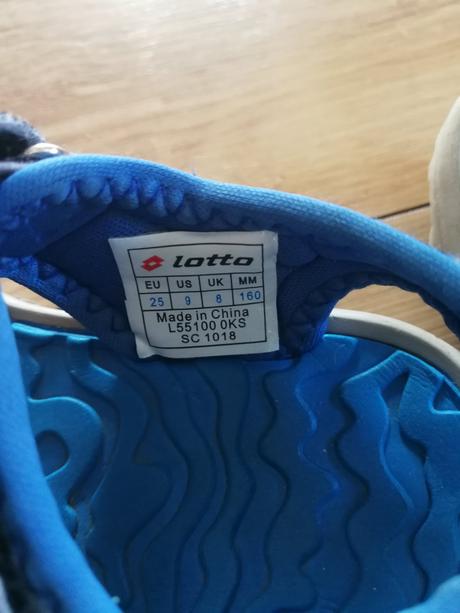 lotto
EU US UK MM
25 9 8 160
Made in China
L55100 0KS
SC 1018